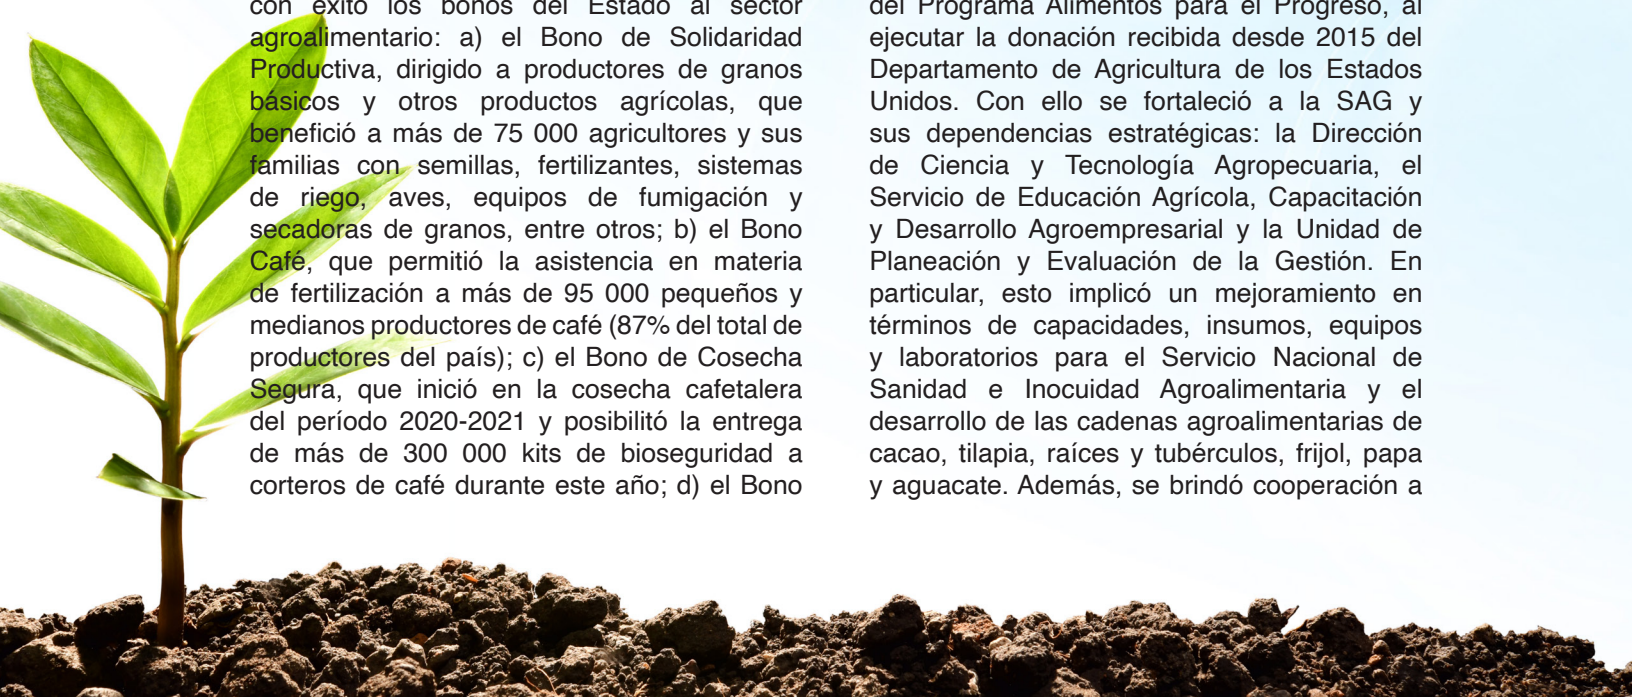 con éxito los bonos del Estado al sector
agroalimentario: a) el Bono de Solidaridad
Productiva, dirigido a productores de granos
básicos y otros productos agrícolas, que
benefició a más de 75 000 agricultores y sus
familias con semillas, fertilizantes, sistemas
de riego, aves, equipos de fumigación y
secadoras de granos, entre otros; b) el Bono
Café, que permitió la asistencia en materia
de fertilización a más de 95 000 pequeños y
medianos productores de café (87% del total de
productores del país); c) el Bono de Cosecha
Segura, que inició en la cosecha cafetalera
del período 2020-2021 y posibilitó la entrega
de más de 300 000 kits de bioseguridad a
corteros de café durante este año; d) el Bono
del Programa Alimentos para el Progreso, al
ejecutar la donación recibida desde 2015 del
Departamento de Agricultura de los Estados
Unidos. Con ello se fortaleció a la SAG y
sus dependencias estratégicas: la Dirección
de Ciencia y Tecnología Agropecuaria, el
Servicio de Educación Agrícola, Capacitación
y Desarrollo Agroempresarial y la Unidad de
Planeación y Evaluación de la Gestión. En
particular, esto implicó un mejoramiento en
términos de capacidades, insumos, equipos
y laboratorios para el Servicio Nacional de
Sanidad e Inocuidad Agroalimentaria y el
desarrollo de las cadenas agroalimentarias de
cacao, tilapia, raíces y tubérculos, frijol, papa
y aguacate. Además, se brindó cooperación a